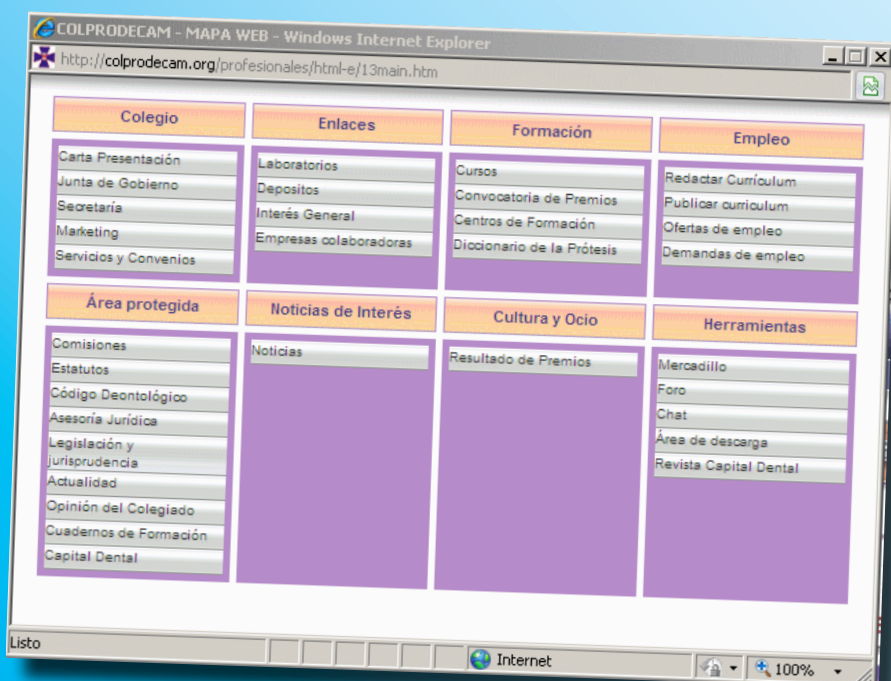 COLPRODECAM - MAPA WEB - Windows Internet Explorer
http://colprodecam.org/profesionales/html-e/13main.htm
Colegio
Carta Presentación
Junta de Gobierno
Secretaría
Marketing
Servicios y Convenios
Enlaces
Laboratorios
Depositos
Interés General
Empresas colaboradoras
Formación
Cursos
Convocatoria de Premios
Centros de Formación
Diccionario de la Prótesis
Empleo
Redactar Currículum
Publicar curriculum
Ofertas de empleo
Demandas de empleo
Área protegida
Comisiones
Estatutos
Código Deontológico
Asesoría Jurídica
Legislación y
jurisprudencia
Actualidad
Opinión del Colegiado
Cuadernos de Formación
Capital Dental
Noticias de Interés
Noticias
Cultura y Ocio
Resultado de Premios
Herramientas
Mercadillo
Foro
Chat
Área de descarga
Revista Capital Dental
Listo
Internet
100%